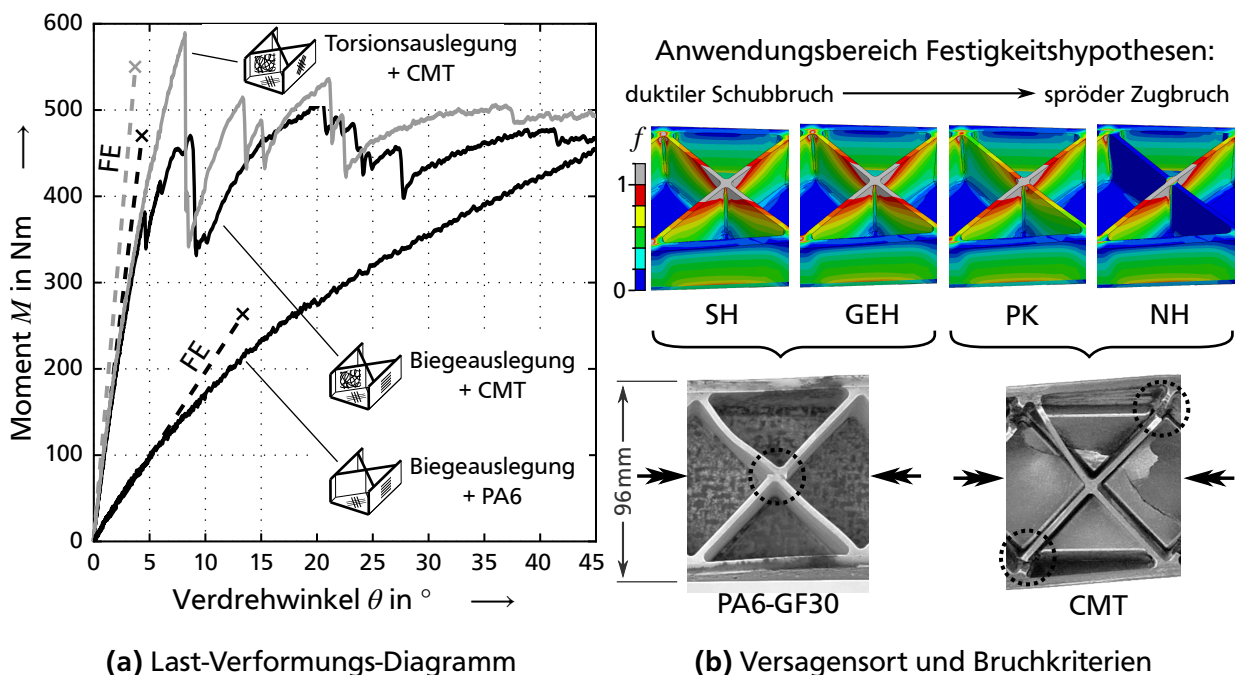 600
500
400
300
200
100
0
Moment M in Nm
0 5 10 15 20 25 30 35 40 45
Verdrehwinkel θ in °
FE
FE
Torsionsauslegung
+ CMT
Biegeauslegung
+ CMT
Biegeauslegung
+ PA6
(a) Last-Verformungs-Diagramm
Anwendungsbereich Festigkeitshypothesen:
duktiler Schubbruch spröder Zugbruch
f
1
0
SH GEH PK NH
96 mm
PA6-GF30 CMT
(b) Versagensort und Bruchkriterien